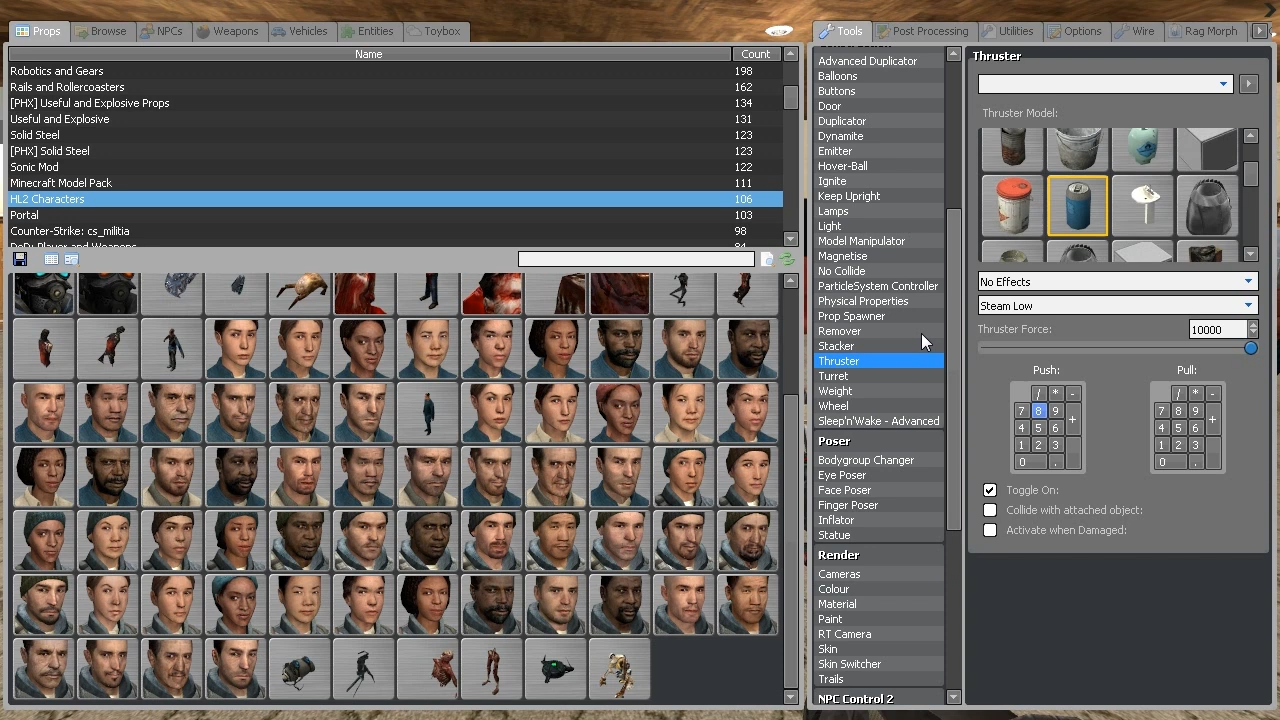 Props Browse NPCs Weapons Vehicles Entities Toybox
Name Count
Robotics and Gears 198
Rails and Rollercoasters 162
[PHX] Useful and Explosive Props 134
Useful and Explosive 131
Solid Steel 123
[PHX] Solid Steel 123
Sonic Mod 122
Minecraft Model Pack 111
HL2 Characters 106
Portal 103
Counter-Strike: cs_militia 98
DoDr Player and Weapons 84
Tools Post Processing Utilities Options Wire Rag Morph
Construction
Advanced Duplicator
Balloons
Buttons
Door
Duplicator
Dynamite
Emitter
Hover-Ball
Ignite
Keep Upright
Lamps
Light
Model Manipulator
Magnetise
No Collide
ParticleSystem Controller
Physical Properties
Prop Spawner
Remover
Stacker
Thruster
Turret
Weight
Wheel
Sleep'n'Wake - Advanced
Poser
Bodygroup Changer
Eye Poser
Face Poser
Finger Poser
Inflator
Statue
Render
Cameras
Colour
Material
Paint
RT Camera
Skin
Skin Switcher
Trails
NPC Control 2
Thruster
Thruster Model:
No Effects
Steam Low
Thruster Force: 10000
Push: Pull:
/ * - / * -
7 8 9 + 7 8 9 +
4 5 6 4 5 6
1 2 3 1 2 3
0 . 0 .
Toggle On:
Collide with attached object:
Activate when Damaged: